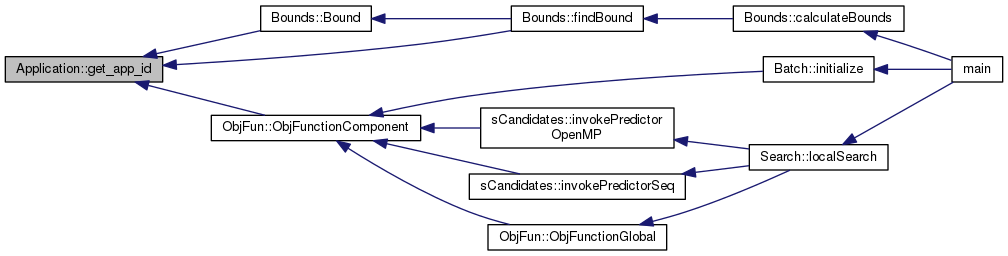 Bounds::Bound
Bounds::findBound
Bounds::calculateBounds
Application::get_app_id
Batch::initialize
main
ObjFun::ObjFunctionComponent
sCandidates::invokePredictor
OpenMP
Search::localSearch
sCandidates::invokePredictorSeq
ObjFun::ObjFunctionGlobal